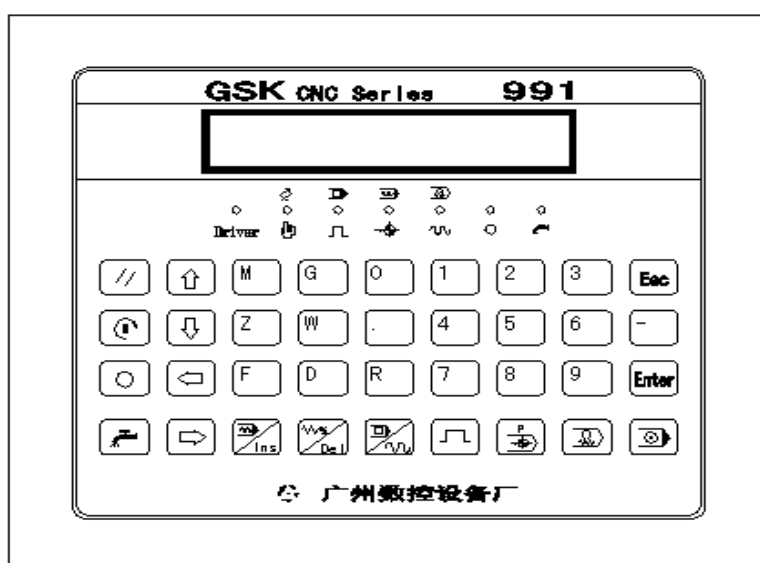 GSK CNC Series 991
Driver
M G 0 1 2 3 Esc
Z W . 4 5 6 -
F D R 7 8 9 Enter
Ins Del P
广州数控设备厂